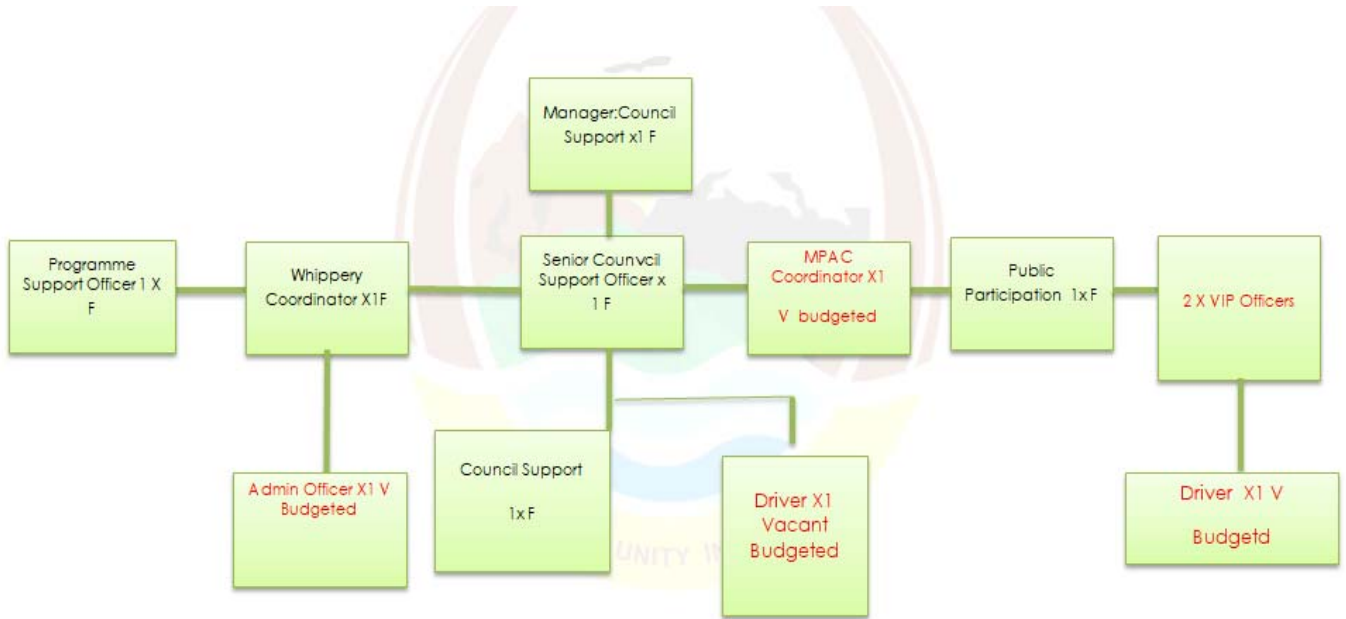 Manager:Council
Support x1 F
Programme
Support Officer 1 X
F
Whippery
Coordinator X1F
Senior Counvcil
Support Officer x
1 F
MPAC
Coordinator X1
V budgeted
Public
Participation 1x F
2 X VIP Officers
Admin Officer X1 V
Budgeted
Council Support
1x F
Driver X1
Vacant
Budgeted
Driver X1 V
Budgetd
UNITY IN